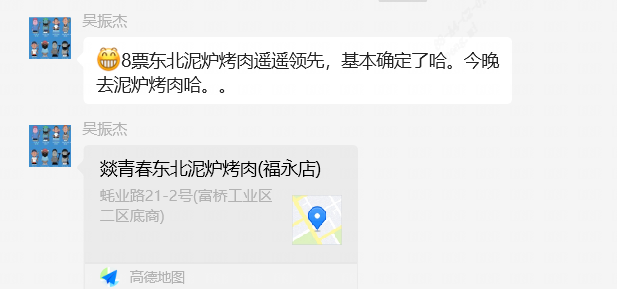 吴振杰
8票东北泥炉烤肉遥遥领先，基本确定了哈。今晚
去泥炉烤肉哈。。
吴振杰
燚青春东北泥炉烤肉(福永店)
蚝业路21-2号(富桥工业区
二区底商)
高德地图